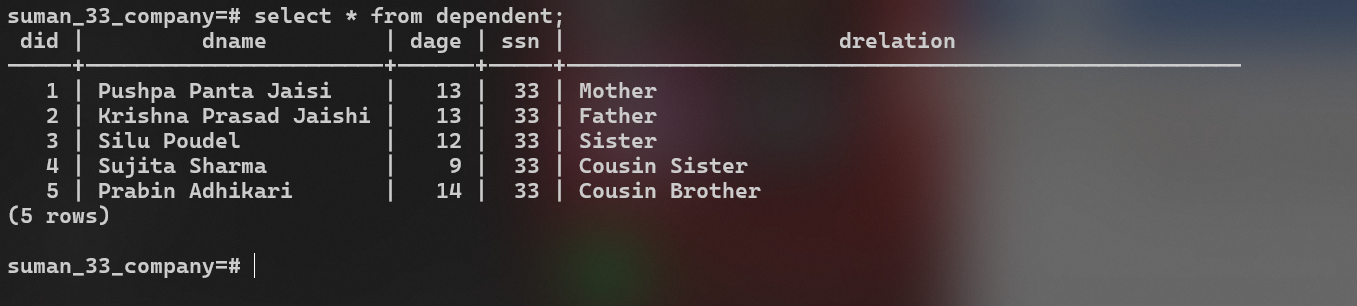 suman_33_company=# select * from dependent;
 did |         dname         | dage | ssn |                     drelation
-----+-----------------------+------+-----+----------------------------------------------------
   1 | Pushpa Panta Jaisi    |   13 |  33 | Mother
   2 | Krishna Prasad Jaishi |   13 |  33 | Father
   3 | Silu Poudel           |   12 |  33 | Sister
   4 | Sujita Sharma         |    9 |  33 | Cousin Sister
   5 | Prabin Adhikari       |   14 |  33 | Cousin Brother
(5 rows)
suman_33_company=#